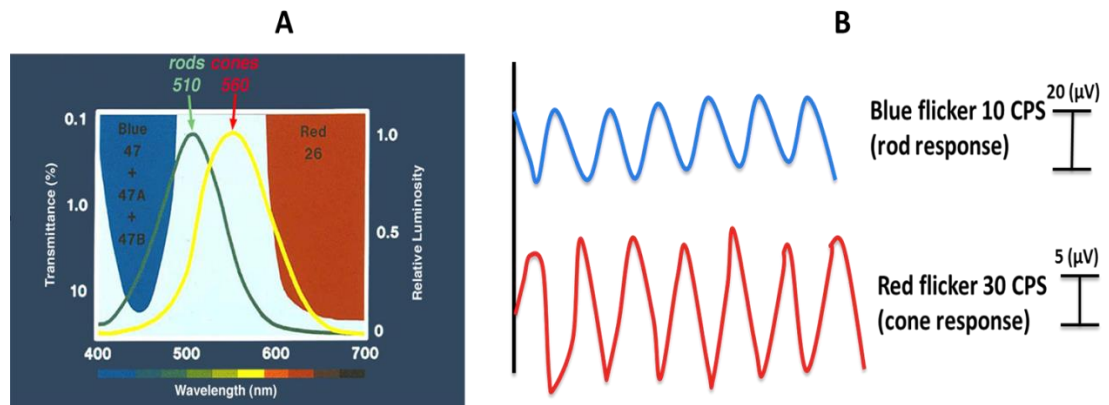 A
rods cones
510 560
0.1
1.0
10
Transmittance (%)
Blue
47
+
47A
+
47B
Red
26
1.0
0.5
0
Relative Luminosity
400 500 600 700
Wavelength (nm)
B
Blue flicker 10 CPS
(rod response)
20 (µV)
Red flicker 30 CPS
(cone response)
5 (µV)